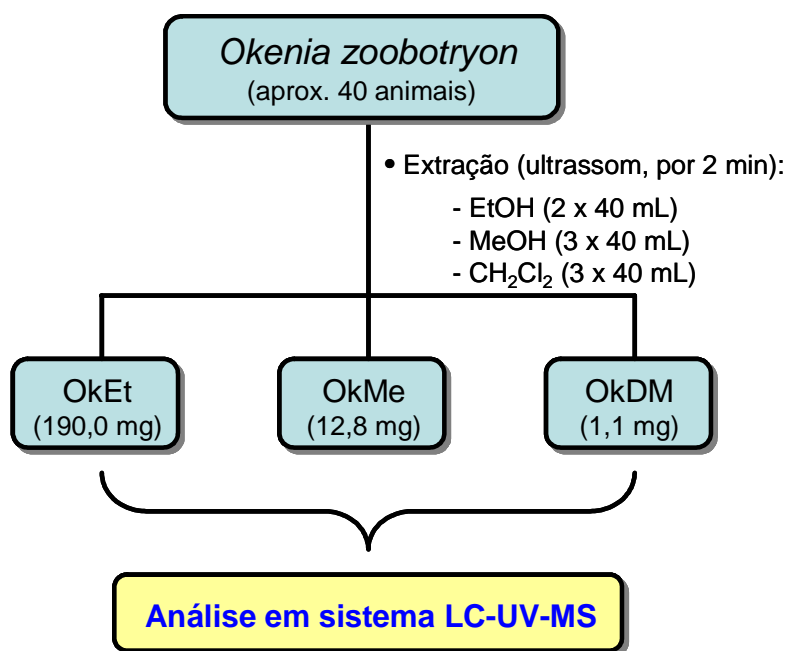 Okenia zoobotryon
(aprox. 40 animais)
• Extração (ultrassom, por 2 min):
- EtOH (2 x 40 mL)
- MeOH (3 x 40 mL)
- CH₂Cl₂ (3 x 40 mL)
OkEt
(190,0 mg)
OkMe
(12,8 mg)
OkDM
(1,1 mg)
Análise em sistema LC-UV-MS